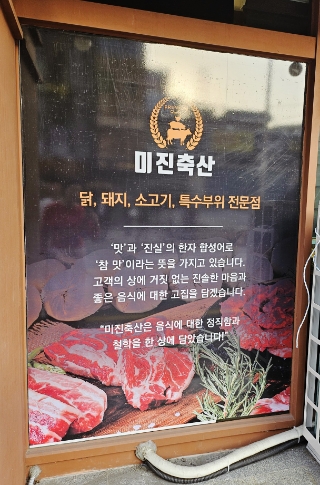 미진축산
닭, 돼지, 소고기, 특수부위 전문점
'맛'과 '진실'의 한자 합성어로
'참 맛'이라는 뜻을 가지고 있습니다.
고객의 상에 거짓 없는 진솔한 마음과
좋은 음식에 대한 고집을 담겠습니다.
"미진축산은 음식에 대한 정직함과
철학을 한 상에 담았습니다!"